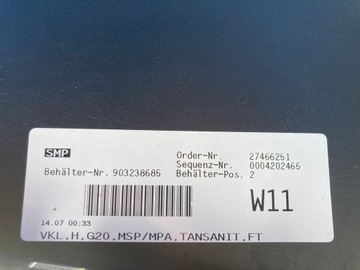 SMP
Order-Nr. 27466251
Sequenz-Nr. 0004202465
Behälter-Nr. 903238685 Behälter-Pos. 2
W11
14.07 00:33
VKL,H,G20,MSP/MPA,TANSANIT,FT